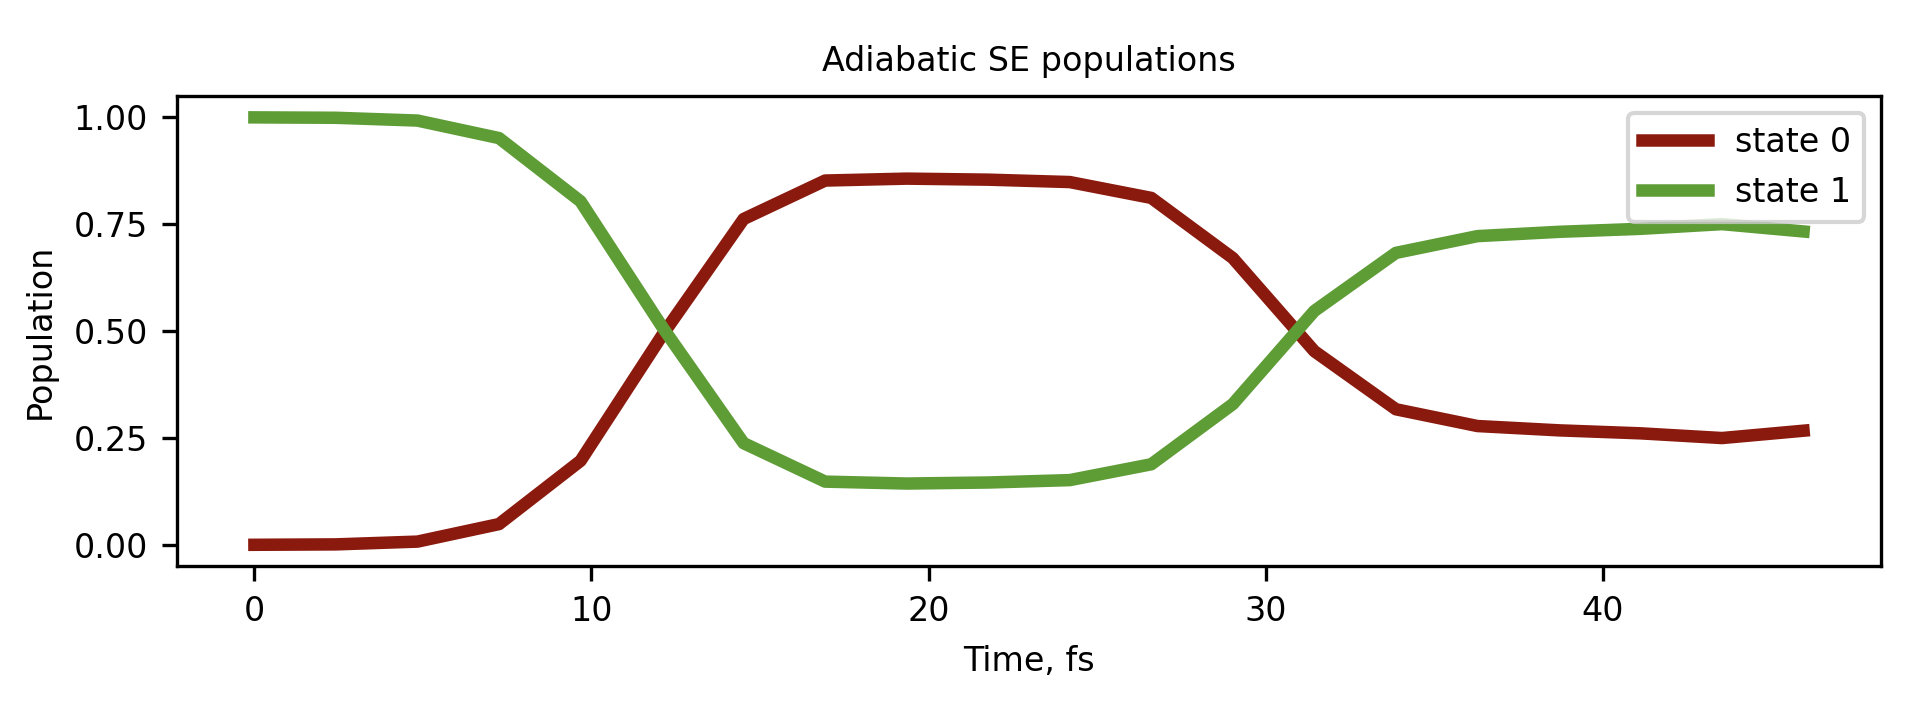 Adiabatic SE populations
1.00
0.75
0.50
0.25
0.00
Population
state 0
state 1
0 10 20 30 40
Time, fs